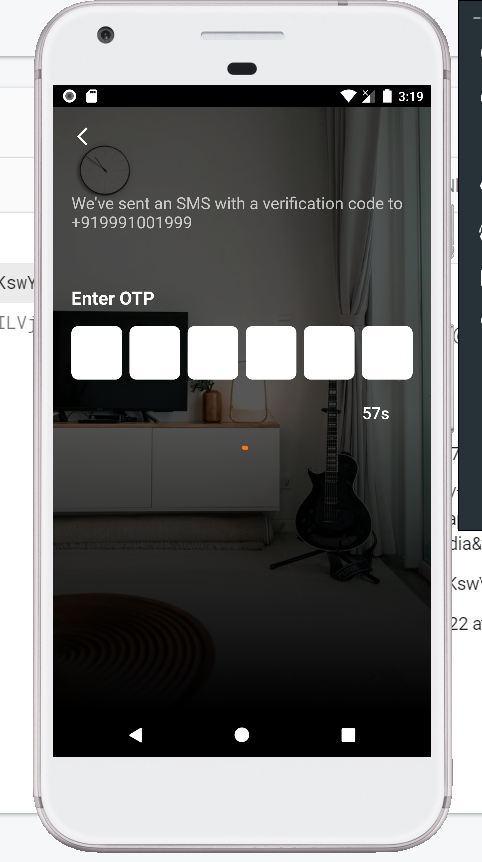 3:19
We've sent an SMS with a verification code to
+919991001999
Enter OTP
57s
KswY
ILVj
dia&
Ksw
22 a